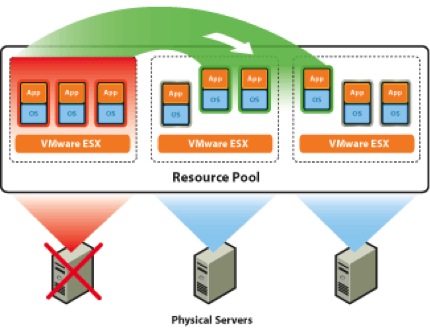 App App App
OS OS OS
VMware ESX
App App App
OS OS OS
VMware ESX
App App App
OS OS OS
VMware ESX
Resource Pool
Physical Servers